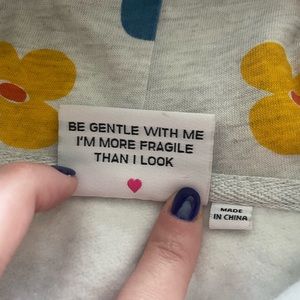 BE GENTLE WITH ME
I'M MORE FRAGILE
THAN I LOOK
MADE
IN CHINA